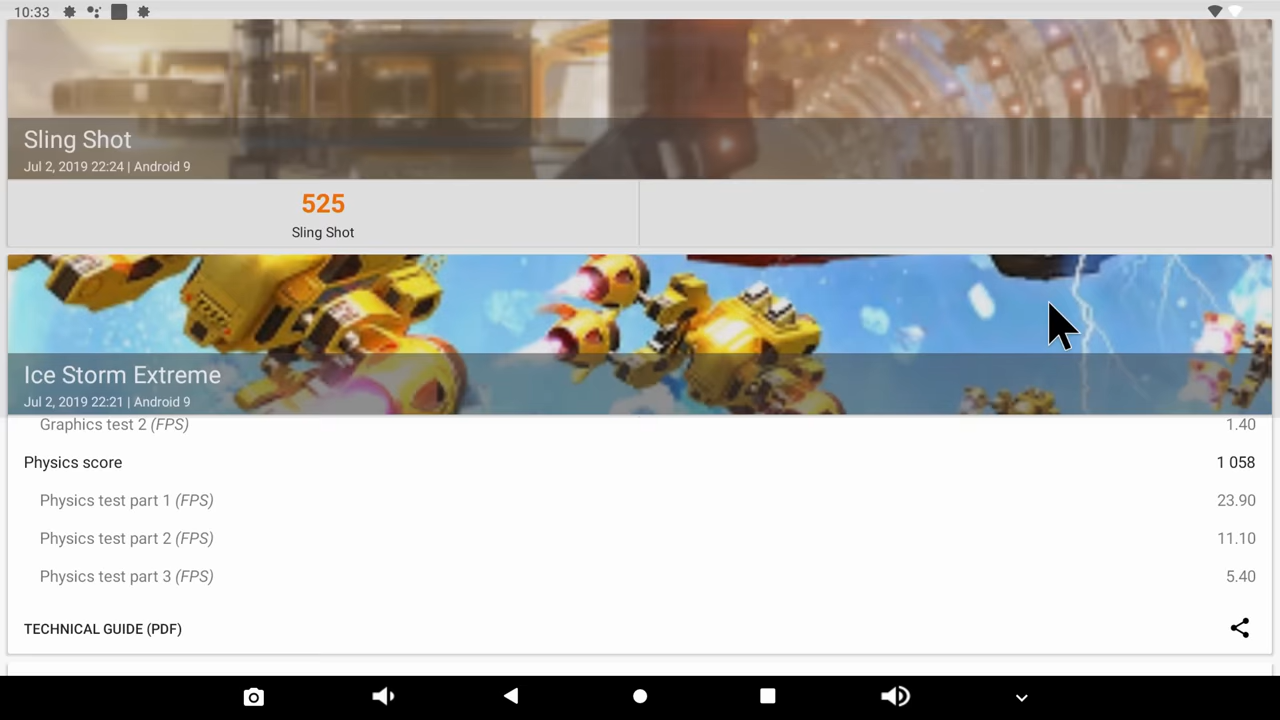 10:33
Sling Shot
Jul 2, 2019 22:24 | Android 9
525
Sling Shot
Ice Storm Extreme
Jul 2, 2019 22:21 | Android 9
Graphics test 2 (FPS) 1.40
Physics score 1 058
Physics test part 1 (FPS) 23.90
Physics test part 2 (FPS) 11.10
Physics test part 3 (FPS) 5.40
TECHNICAL GUIDE (PDF)